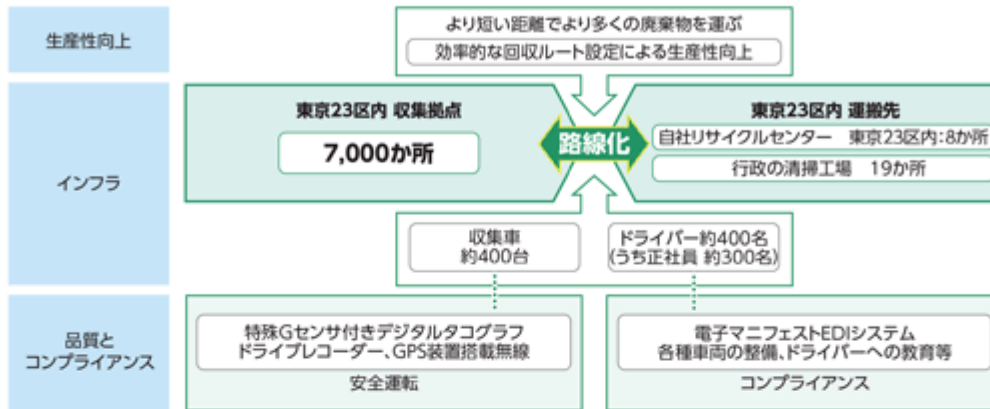 生産性向上
より短い距離でより多くの廃棄物を運ぶ
効率的な回収ルート設定による生産性向上
インフラ
東京23区内 収集拠点
7,000か所
路線化
東京23区内 運搬先
自社リサイクルセンター 東京23区内:8か所
行政の清掃工場 19か所
収集車
約400台
ドライバー約400名
(うち正社員 約300名)
品質と
コンプライアンス
特殊Gセンサ付きデジタルタコグラフ
ドライブレコーダー、GPS装置搭載無線
安全運転
電子マニフェストEDIシステム
各種車両の整備、ドライバーへの教育等
コンプライアンス